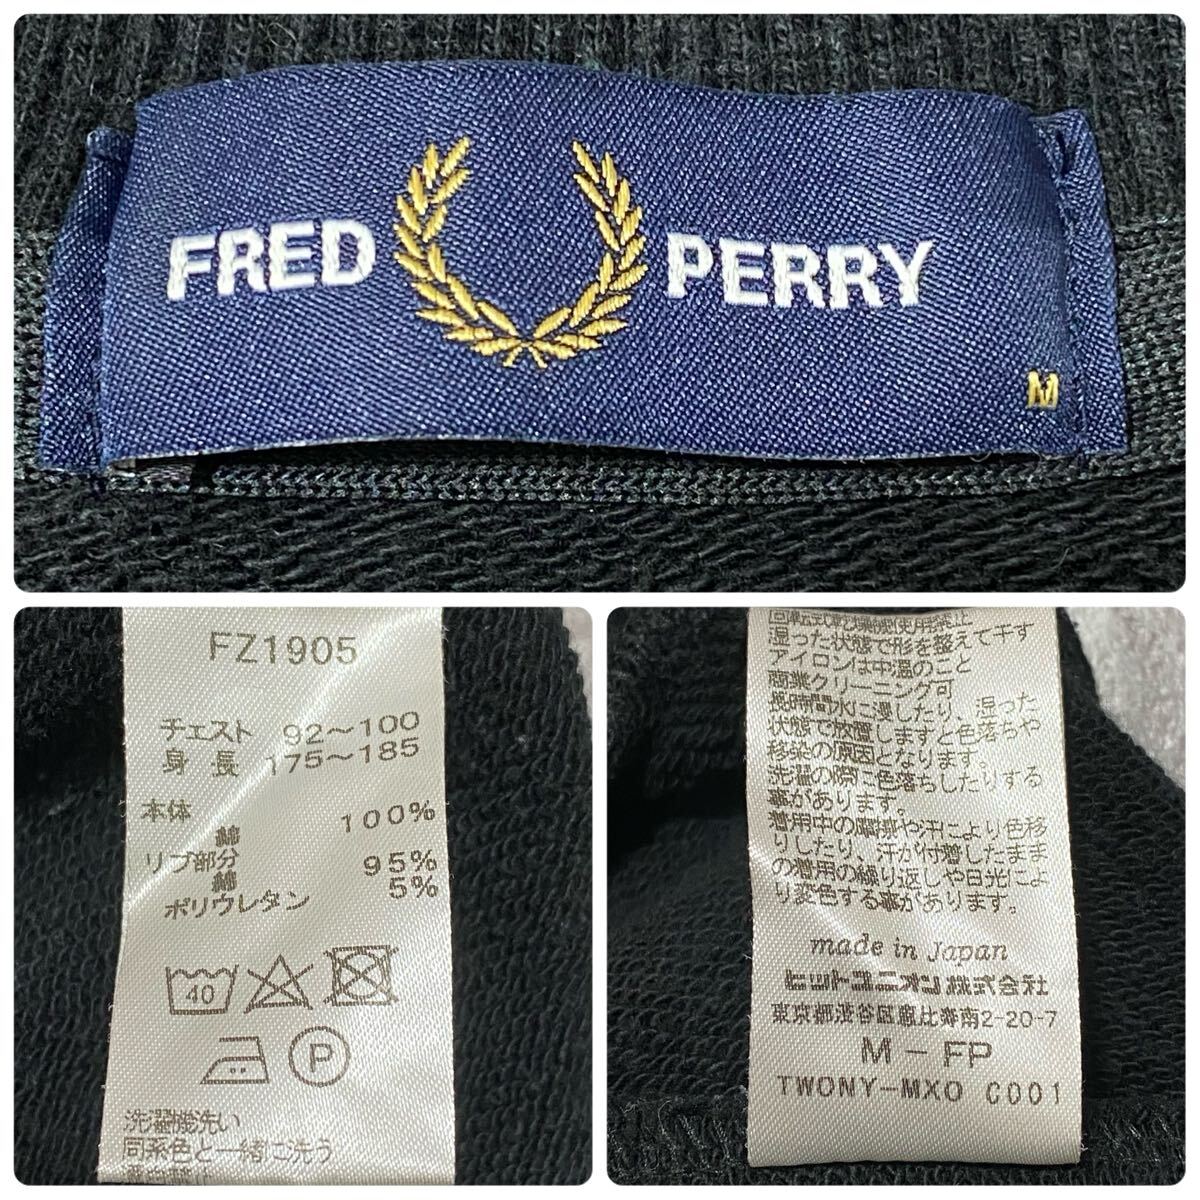 FRED PERRY
M
FZ1905
チェスト 92～100
身長 175～185
本体
綿 100%
リブ部分
綿 95%
ポリウレタン 5%
40
P
洗濯機洗い
同系色と一緒に洗う
回転式乾燥機使用禁止
湿った状態で形を整えて干す
アイロンは中温のこと
商業クリーニング可
長時間水に浸したり、湿った
状態で放置しますと色落ちや
移染の原因となります。
洗濯の際に色落ちしたりする
事があります。
着用中の摩擦や汗により色移
りしたり、汗が付着したまま
の着用の繰り返しや日光によ
り変色する事があります。
made in Japan
ヒットユニオン株式会社
東京都渋谷区恵比寿南2-20-7
M-FP
TWONY-MXO C001